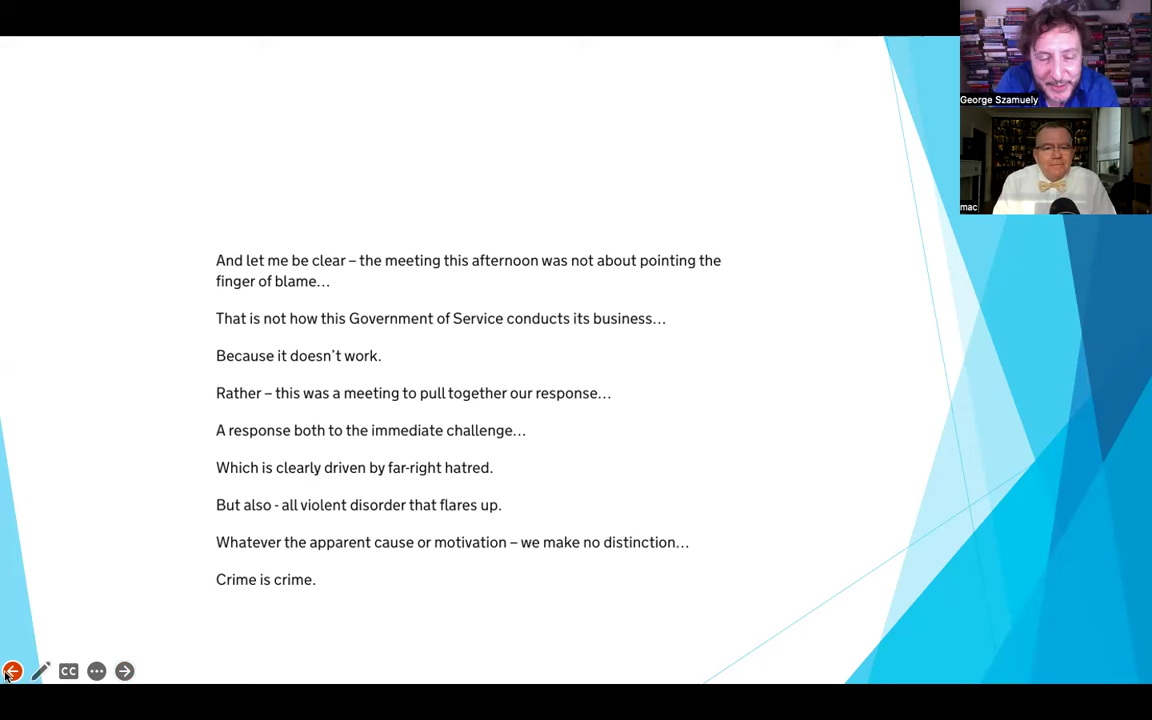 George Szamuely
mac
And let me be clear – the meeting this afternoon was not about pointing the
finger of blame…
That is not how this Government of Service conducts its business…
Because it doesn’t work.
Rather – this was a meeting to pull together our response…
A response both to the immediate challenge…
Which is clearly driven by far-right hatred.
But also - all violent disorder that flares up.
Whatever the apparent cause or motivation – we make no distinction…
Crime is crime.
CC